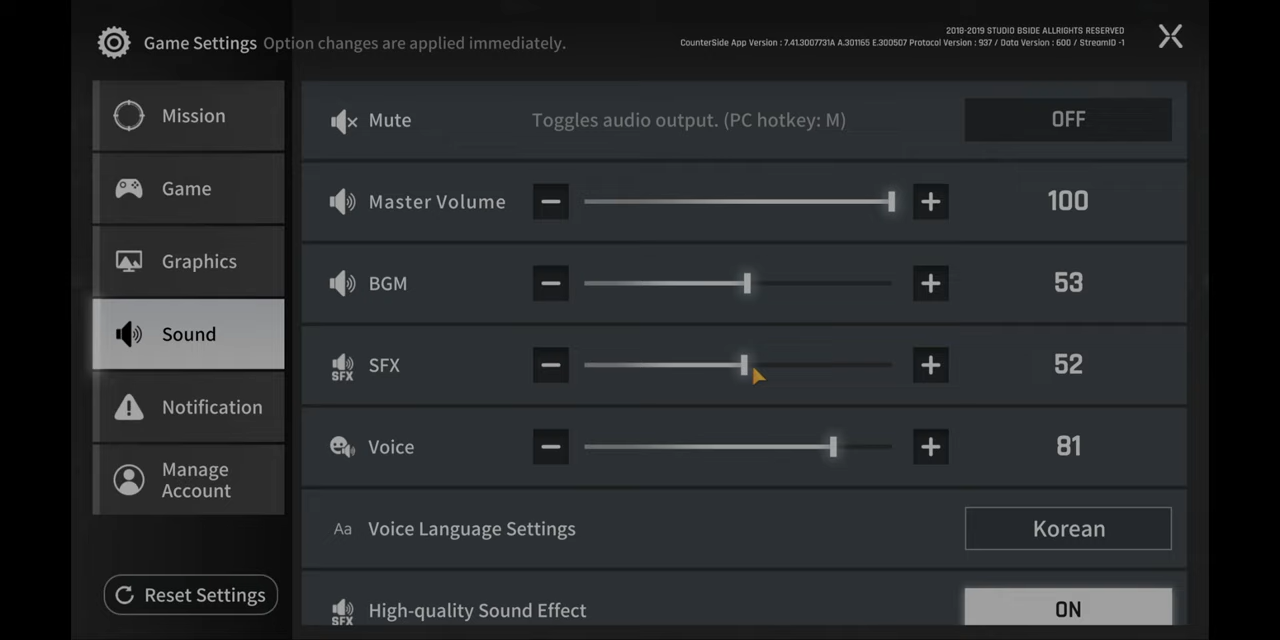 Game Settings Option changes are applied immediately.
2018-2019 STUDIO BSIDE ALLRIGHTS RESERVED
CounterSide App Version : 7.41.3007731A A.301165 E.300507 Protocol Version : 937 / Data Version : 600 / StreamID -1
Mission
Game
Graphics
Sound
Notification
Manage
Account
Reset Settings
Mute Toggles audio output. (PC hotkey: M) OFF
Master Volume 100
BGM 53
SFX SFX 52
Voice 81
Aa Voice Language Settings Korean
SFX High-quality Sound Effect ON